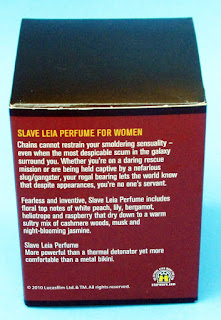 SLAVE LEIA PERFUME FOR WOMEN
Chains cannot restrain your smoldering sensuality –
even when the most despicable scum in the galaxy
surround you. Whether you're on a daring rescue
mission or are being held captive by a nefarious
slug/gangster, your regal bearing lets the world know
that despite appearances, you're no one's servant.
Fearless and inventive, Slave Leia Perfume includes
floral top notes of white peach, lily, bergamot,
heliotrope and raspberry that dry down to a warm
sultry mix of cashmere woods, musk and
night-blooming jasmine.
Slave Leia Perfume
More powerful than a thermal detonator yet more
comfortable than a metal bikini.
© 2010 Lucasfilm Ltd. & TM. All rights reserved.